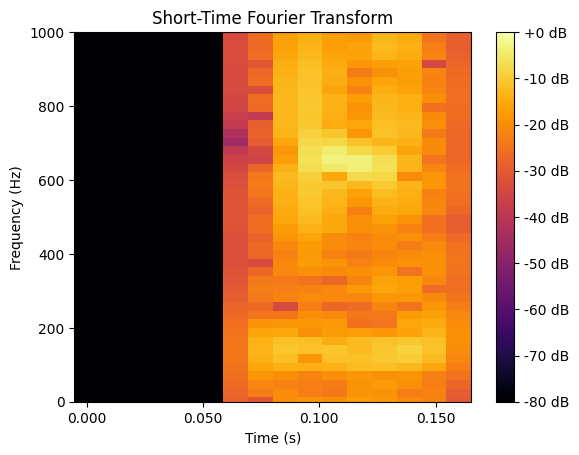 Short-Time Fourier Transform
1000
800
600
400
200
0
Frequency (Hz)
0.000
0.050
0.100
0.150
Time (s)
+0 dB
-10 dB
-20 dB
-30 dB
-40 dB
-50 dB
-60 dB
-70 dB
-80 dB